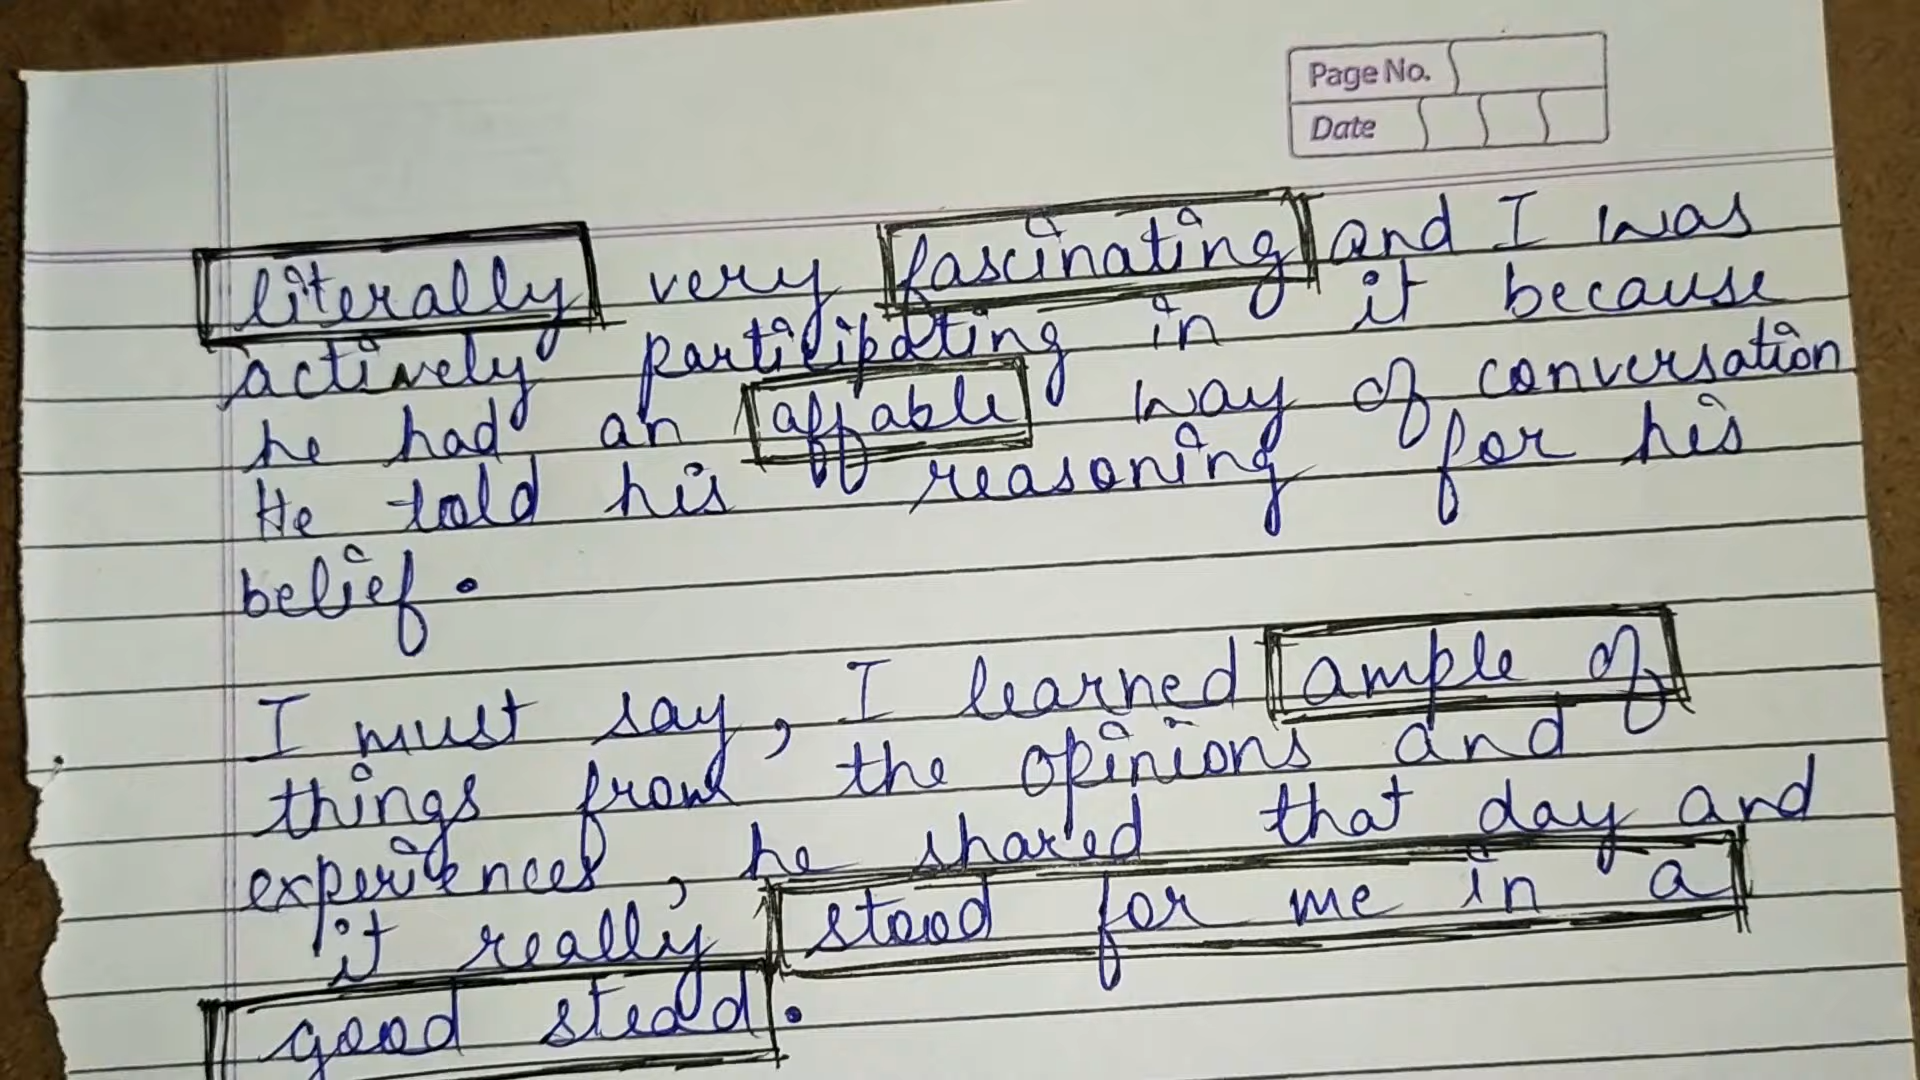 Page No.
Date
literally very fascinating and I was
actively participating in it because
he had an affable way of conversation
He told his reasoning for his
belief.
I must say, I learned ample of
things from the opinions and
experiences, he shared that day and
it really stood for me in a
good stead.